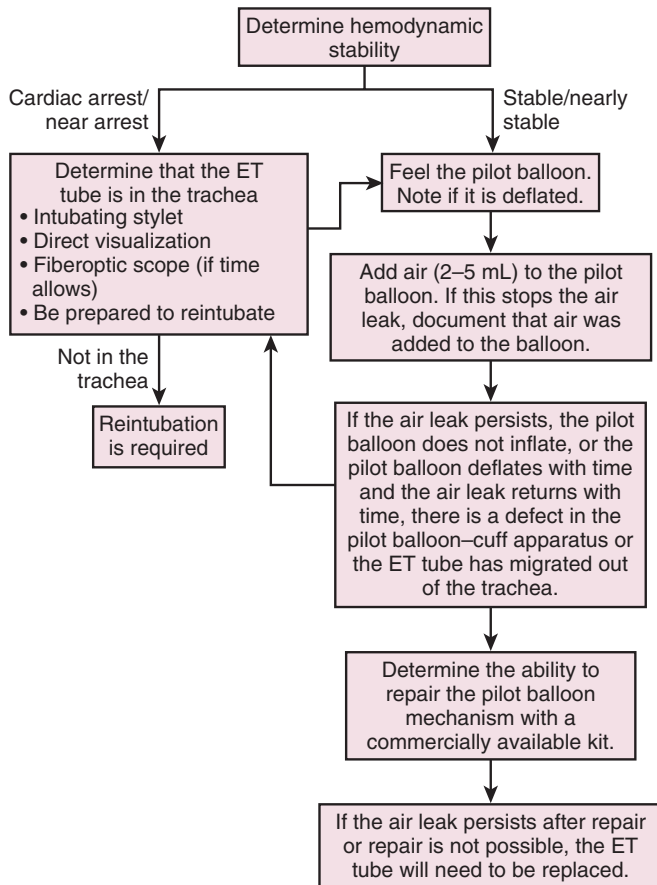 Determine hemodynamic
stability
Cardiac arrest/
near arrest
Stable/nearly
stable
Determine that the ET
tube is in the trachea
• Intubating stylet
• Direct visualization
• Fiberoptic scope (if time
allows)
• Be prepared to reintubate
Feel the pilot balloon.
Note if it is deflated.
Add air (2–5 mL) to the pilot
balloon. If this stops the air
leak, document that air was
added to the balloon.
Not in the
trachea
Reintubation
is required
If the air leak persists, the pilot
balloon does not inflate, or the
pilot balloon deflates with time
and the air leak returns with
time, there is a defect in the
pilot balloon–cuff apparatus or
the ET tube has migrated out
of the trachea.
Determine the ability to
repair the pilot balloon
mechanism with a
commercially available kit.
If the air leak persists after repair
or repair is not possible, the ET
tube will need to be replaced.